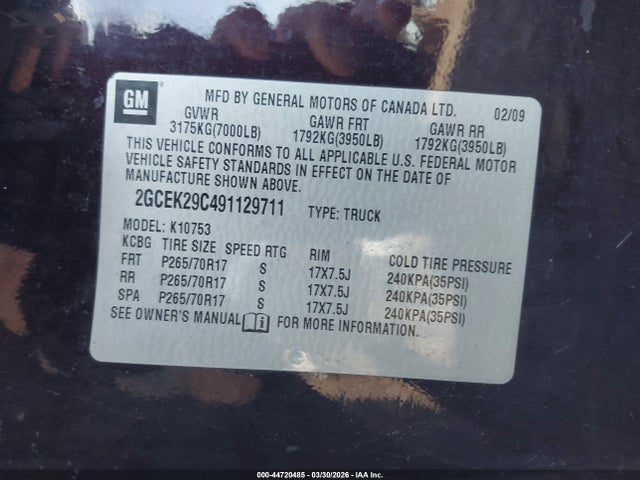 GM
MFD BY GENERAL MOTORS OF CANADA LTD. 02/09
GVWR GAWR FRT GAWR RR
3175KG(7000LB) 1792KG(3950LB) 1792KG(3950LB)
THIS VEHICLE CONFORMS TO ALL APPLICABLE U.S. FEDERAL MOTOR
VEHICLE SAFETY STANDARDS IN EFFECT ON THE DATE OF
MANUFACTURE SHOWN ABOVE.
2GCEK29C491129711 TYPE: TRUCK
MODEL: K10753
KCBG TIRE SIZE SPEED RTG RIM COLD TIRE PRESSURE
FRT P265/70R17 S 17X7.5J 240KPA(35PSI)
RR P265/70R17 S 17X7.5J 240KPA(35PSI)
SPA P265/70R17 S 17X7.5J 240KPA(35PSI)
SEE OWNER'S MANUAL FOR MORE INFORMATION.
000-44720485 | 03/30/2026 - IAA Inc.